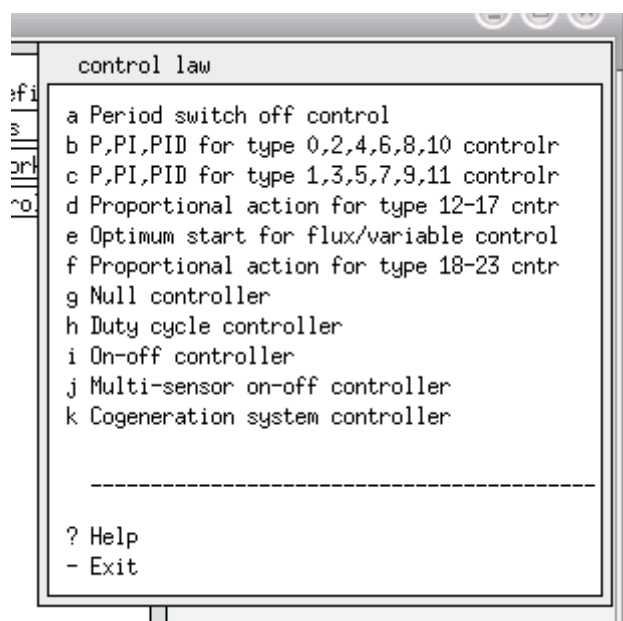 control law
efi
s
ork
ro
a Period switch off control
b P,PI,PID for type 0,2,4,6,8,10 controlr
c P,PI,PID for type 1,3,5,7,9,11 controlr
d Proportional action for type 12-17 cntr
e Optimum start for flux/variable control
f Proportional action for type 18-23 cntr
g Null controller
h Duty cycle controller
i On-off controller
j Multi-sensor on-off controller
k Cogeneration system controller
? Help
- Exit